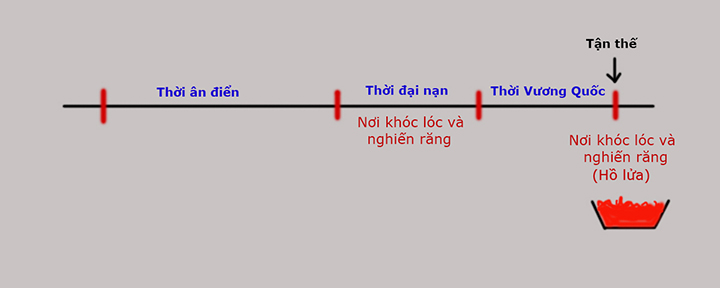 Tận thế
Thời ân điển
Thời đại nạn
Thời Vương Quốc
Nơi khóc lóc và
nghiến răng
Nơi khóc lóc và
nghiến răng
(Hồ lửa)